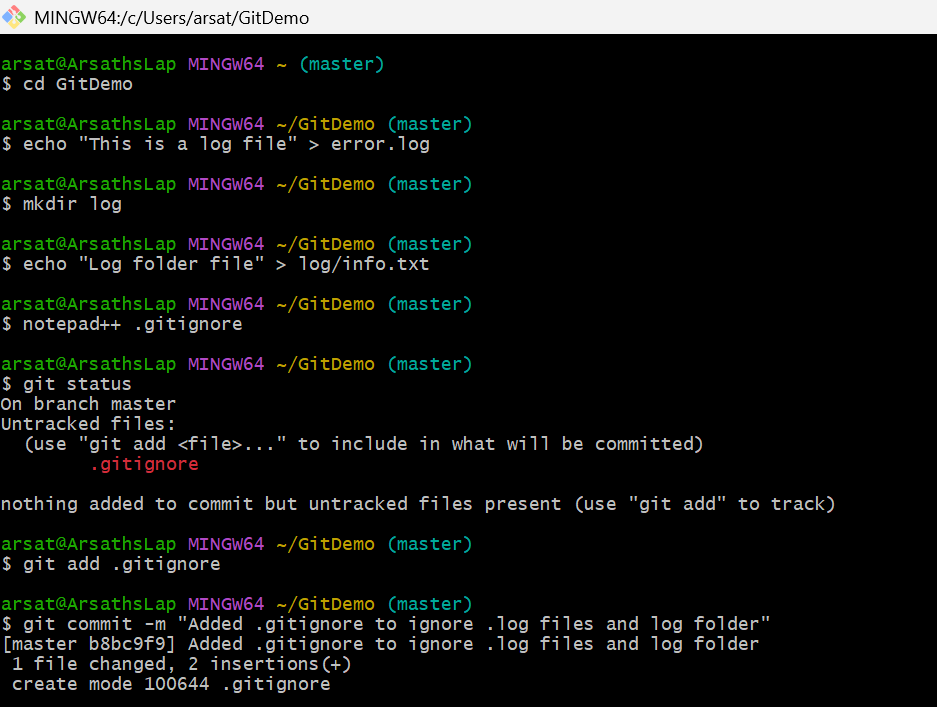 MINGW64:/c/Users/arsat/GitDemo
arsat@ArsathsLap MINGW64 ~ (master)
$ cd GitDemo
arsat@ArsathsLap MINGW64 ~/GitDemo (master)
$ echo "This is a log file" > error.log
arsat@ArsathsLap MINGW64 ~/GitDemo (master)
$ mkdir log
arsat@ArsathsLap MINGW64 ~/GitDemo (master)
$ echo "Log folder file" > log/info.txt
arsat@ArsathsLap MINGW64 ~/GitDemo (master)
$ notepad++ .gitignore
arsat@ArsathsLap MINGW64 ~/GitDemo (master)
$ git status
On branch master
Untracked files:
  (use "git add <file>..." to include in what will be committed)
        .gitignore
nothing added to commit but untracked files present (use "git add" to track)
arsat@ArsathsLap MINGW64 ~/GitDemo (master)
$ git add .gitignore
arsat@ArsathsLap MINGW64 ~/GitDemo (master)
$ git commit -m "Added .gitignore to ignore .log files and log folder"
[master b8bc9f9] Added .gitignore to ignore .log files and log folder
 1 file changed, 2 insertions(+)
 create mode 100644 .gitignore